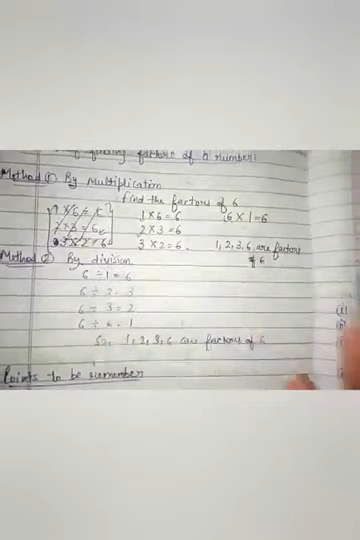 of finding factors of a number:
Method ① By Multiplication
Find the factors of 6
1 × 6 = 6 6 × 1 = 6
2 × 3 = 6
3 × 2 = 6. 1, 2, 3, 6 are factors of 6
Method ② By division
6 ÷ 1 = 6
6 ÷ 2 = 3
6 ÷ 3 = 2
6 ÷ 6 = 1
So, 1, 2, 3, 6 are factors of 6
Points to be remember